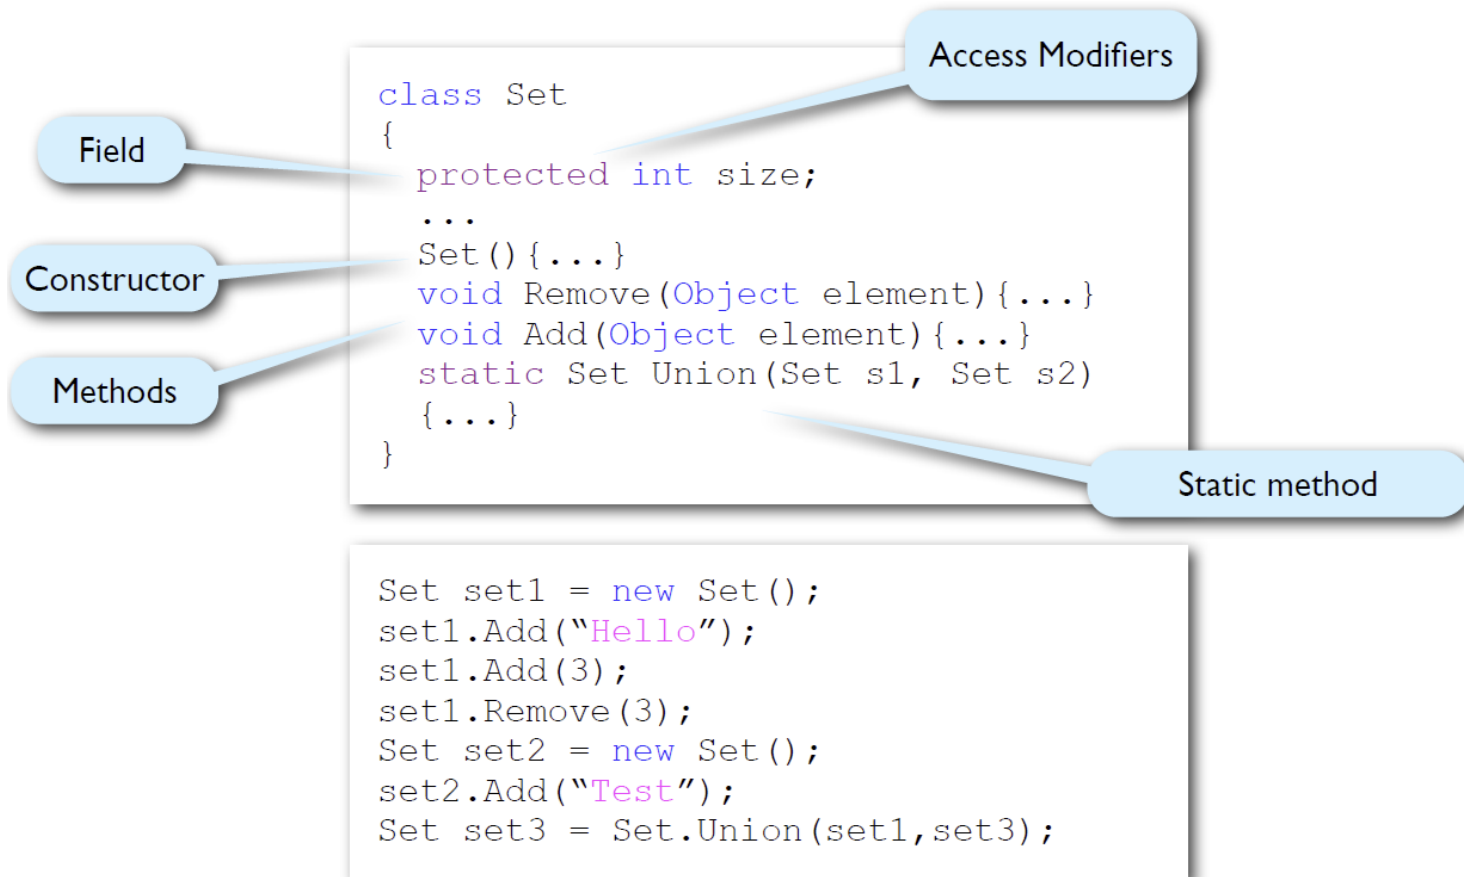 Access Modifiers
class Set
{
Field
protected int size;
...
Set(){...}
Constructor
void Remove(Object element){...}
void Add(Object element){...}
Methods
static Set Union(Set s1, Set s2)
{...}
}
Static method
Set set1 = new Set();
set1.Add(“Hello”);
set1.Add(3);
set1.Remove(3);
Set set2 = new Set();
set2.Add(“Test”);
Set set3 = Set.Union(set1,set3);